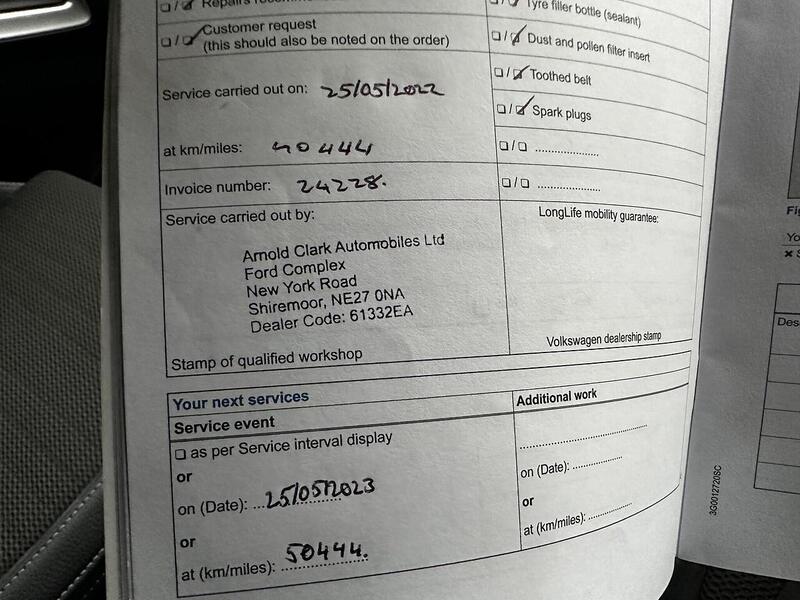 Repairs
Customer request
(this should also be noted on the order)
Service carried out on: 25/05/2022
at km/miles: 40444
Invoice number: 24228.
Service carried out by:
Arnold Clark Automobiles Ltd
Ford Complex
New York Road
Shiremoor, NE27 0NA
Dealer Code: 61332EA
Stamp of qualified workshop
Tyre filler bottle (sealant)
Dust and pollen filter insert
Toothed belt
Spark plugs
LongLife mobility guarantee:
Volkswagen dealership stamp
Your next services
Service event
as per Service interval display
or
on (Date): 25/05/2023
or
at (km/miles): 50444.
Additional work
on (Date):
or
at (km/miles):
3G0012720SC